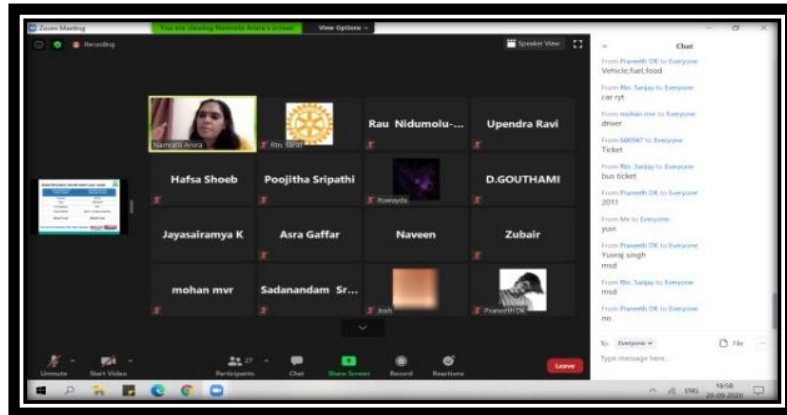 Zoom Meeting
You are viewing Namrata Arora's screen
View Options
Recording
Speaker View
Namrata Arora
Rtn. Sarat
Rau Nidumolu-...
Upendra Ravi
Hafsa Shoeb
Poojitha Sripathi
Ruwayda
D.GOUTHAMI
Jayasairamya K
Asra Gaffar
Naveen
Zubair
mohan mvr
Sadanandam Sr...
Josh
Praneeth DK
Unmute
Start Video
27
Participants
Chat
Share Screen
Record
Reactions
Leave
Chat
From Praneeth DK to Everyone:
Vehicle,fuel,food
From Rtn. Sanjay to Everyone:
car ryt
From mohan mvr to Everyone:
driver
From 686947 to Everyone:
Ticket
From Rtn. Sanjay to Everyone:
bus ticket
From Praneeth DK to Everyone:
2011
From Me to Everyone:
yuvi
From Praneeth DK to Everyone:
Yuvraj singh
msd
From Rtn. Sanjay to Everyone:
msd
From Praneeth DK to Everyone:
no
To: Everyone
File
Type message here...
ENG
16:58
20-09-2020